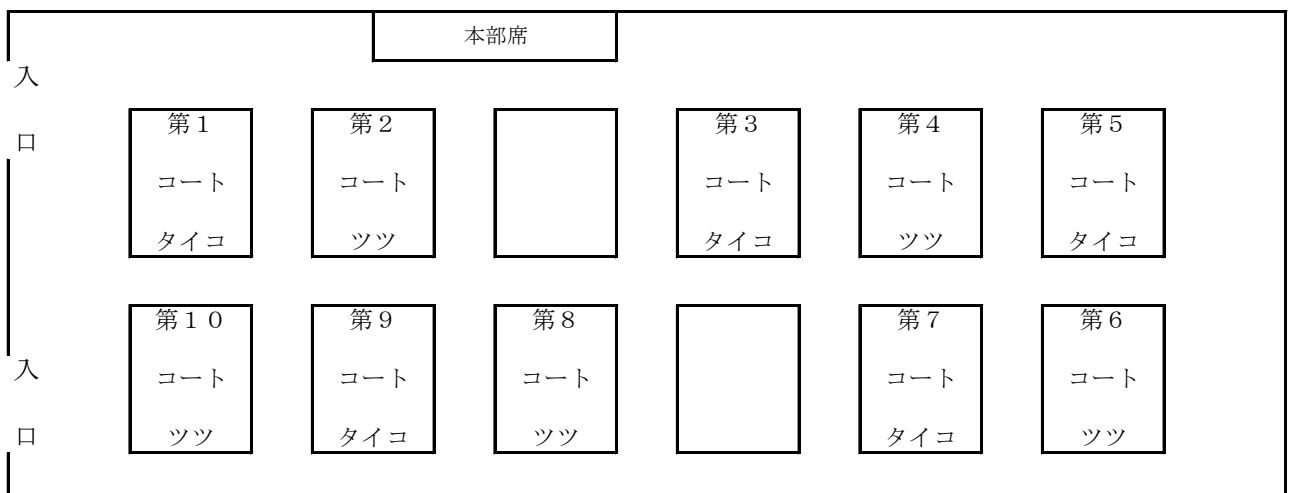 本部席
入
口
第１
コート
タイコ
第２
コート
ツツ
第３
コート
タイコ
第４
コート
ツツ
第５
コート
タイコ
入
口
第１０
コート
ツツ
第９
コート
タイコ
第８
コート
ツツ
第７
コート
タイコ
第６
コート
ツツ